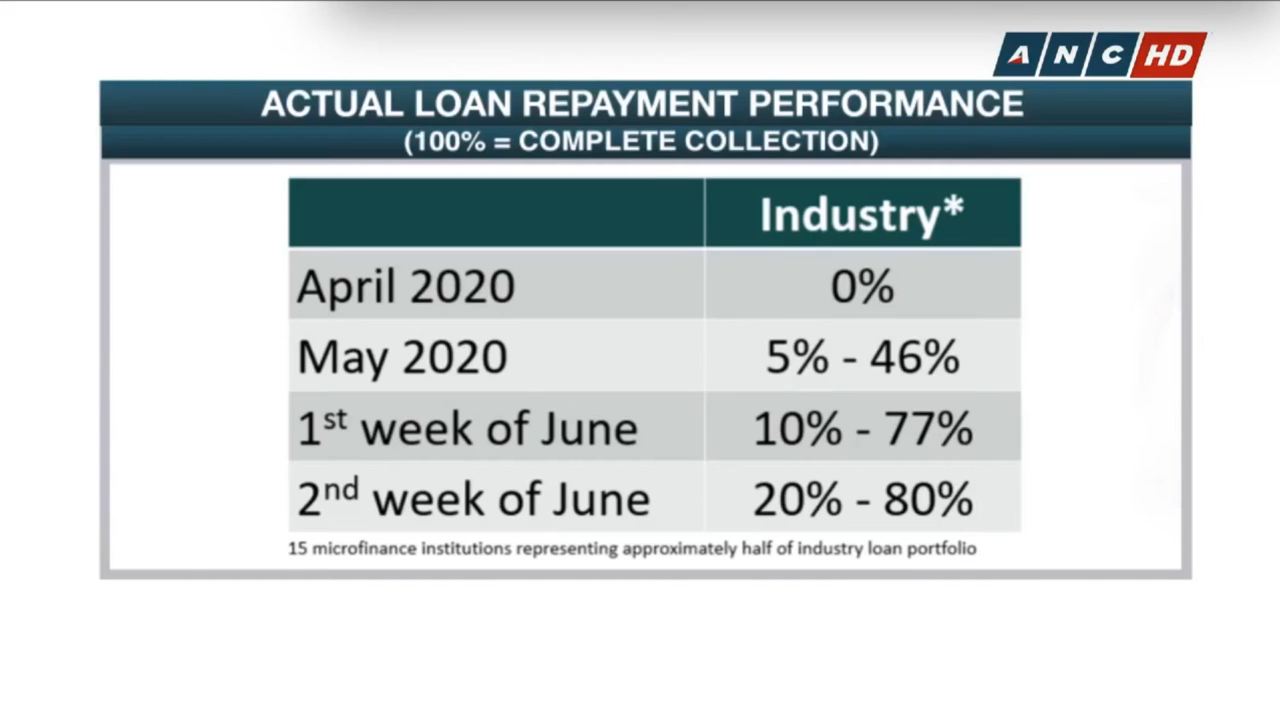 ANC HD
ACTUAL LOAN REPAYMENT PERFORMANCE
(100% = COMPLETE COLLECTION)
Industry*
April 2020 0%
May 2020 5% - 46%
1st week of June 10% - 77%
2nd week of June 20% - 80%
15 microfinance institutions representing approximately half of industry loan portfolio